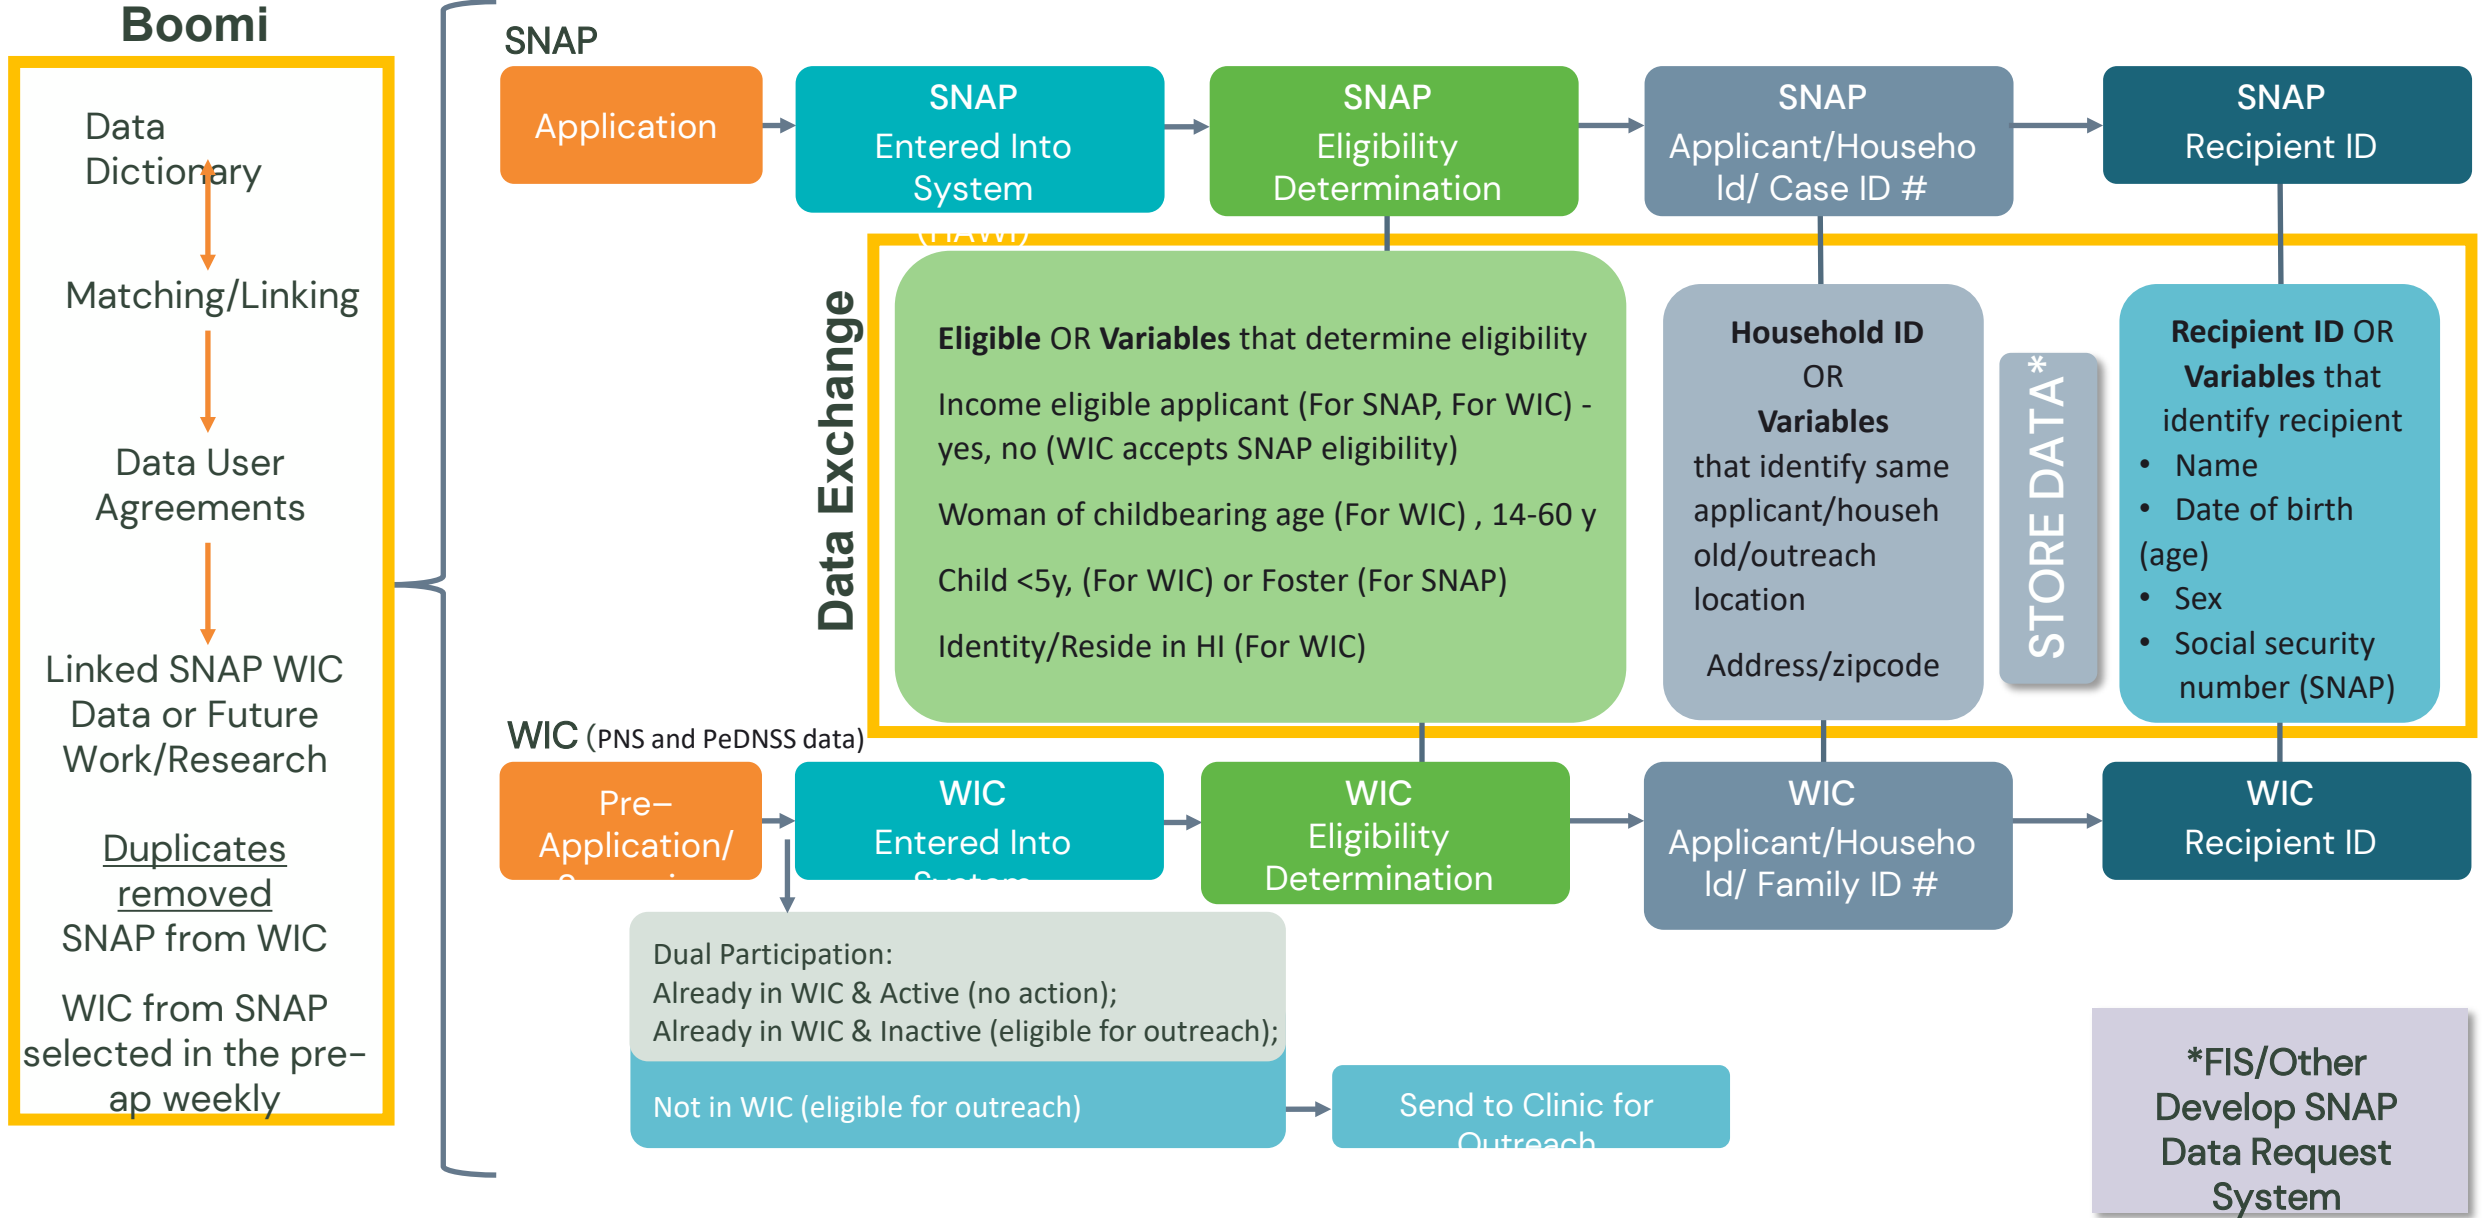 Boomi
Data
Dictionary
Matching/Linking
Data User
Agreements
Linked SNAP WIC
Data or Future
Work/Research
Duplicates
removed
SNAP from WIC
WIC from SNAP
selected in the pre-
ap weekly
SNAP
Application
SNAP
Entered Into
System
(HAWI)
SNAP
Eligibility
Determination
SNAP
Applicant/Househo
ld/ Case ID #
SNAP
Recipient ID
Data Exchange
Eligible OR Variables that determine eligibility
Income eligible applicant (For SNAP, For WIC) -
yes, no (WIC accepts SNAP eligibility)
Woman of childbearing age (For WIC) , 14-60 y
Child <5y, (For WIC) or Foster (For SNAP)
Identity/Reside in HI (For WIC)
Household ID
OR
Variables
that identify same
applicant/househ
old/outreach
location
Address/zipcode
STORE DATA*
Recipient ID OR
Variables that
identify recipient
• Name
• Date of birth
(age)
• Sex
• Social security
number (SNAP)
WIC (PNS and PeDNSS data)
Pre-
Application/
WIC
Entered Into
System
WIC
Eligibility
Determination
WIC
Applicant/Househo
ld/ Family ID #
WIC
Recipient ID
Dual Participation:
Already in WIC & Active (no action);
Already in WIC & Inactive (eligible for outreach);
Not in WIC (eligible for outreach)
Send to Clinic for
Outreach
*FIS/Other
Develop SNAP
Data Request
System